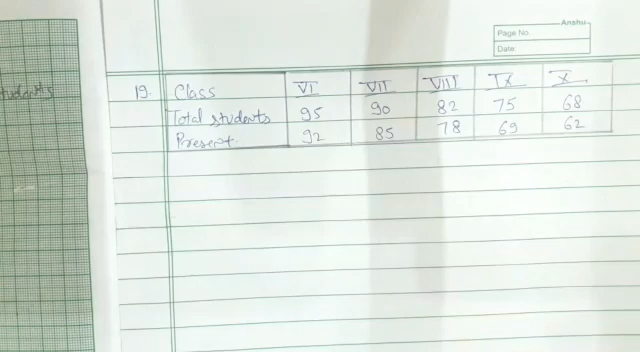 Anshu
Page No.
Date
19. Class VI VII VIII IX X
Total students 95 90 82 75 68
Present. 92 85 78 69 62